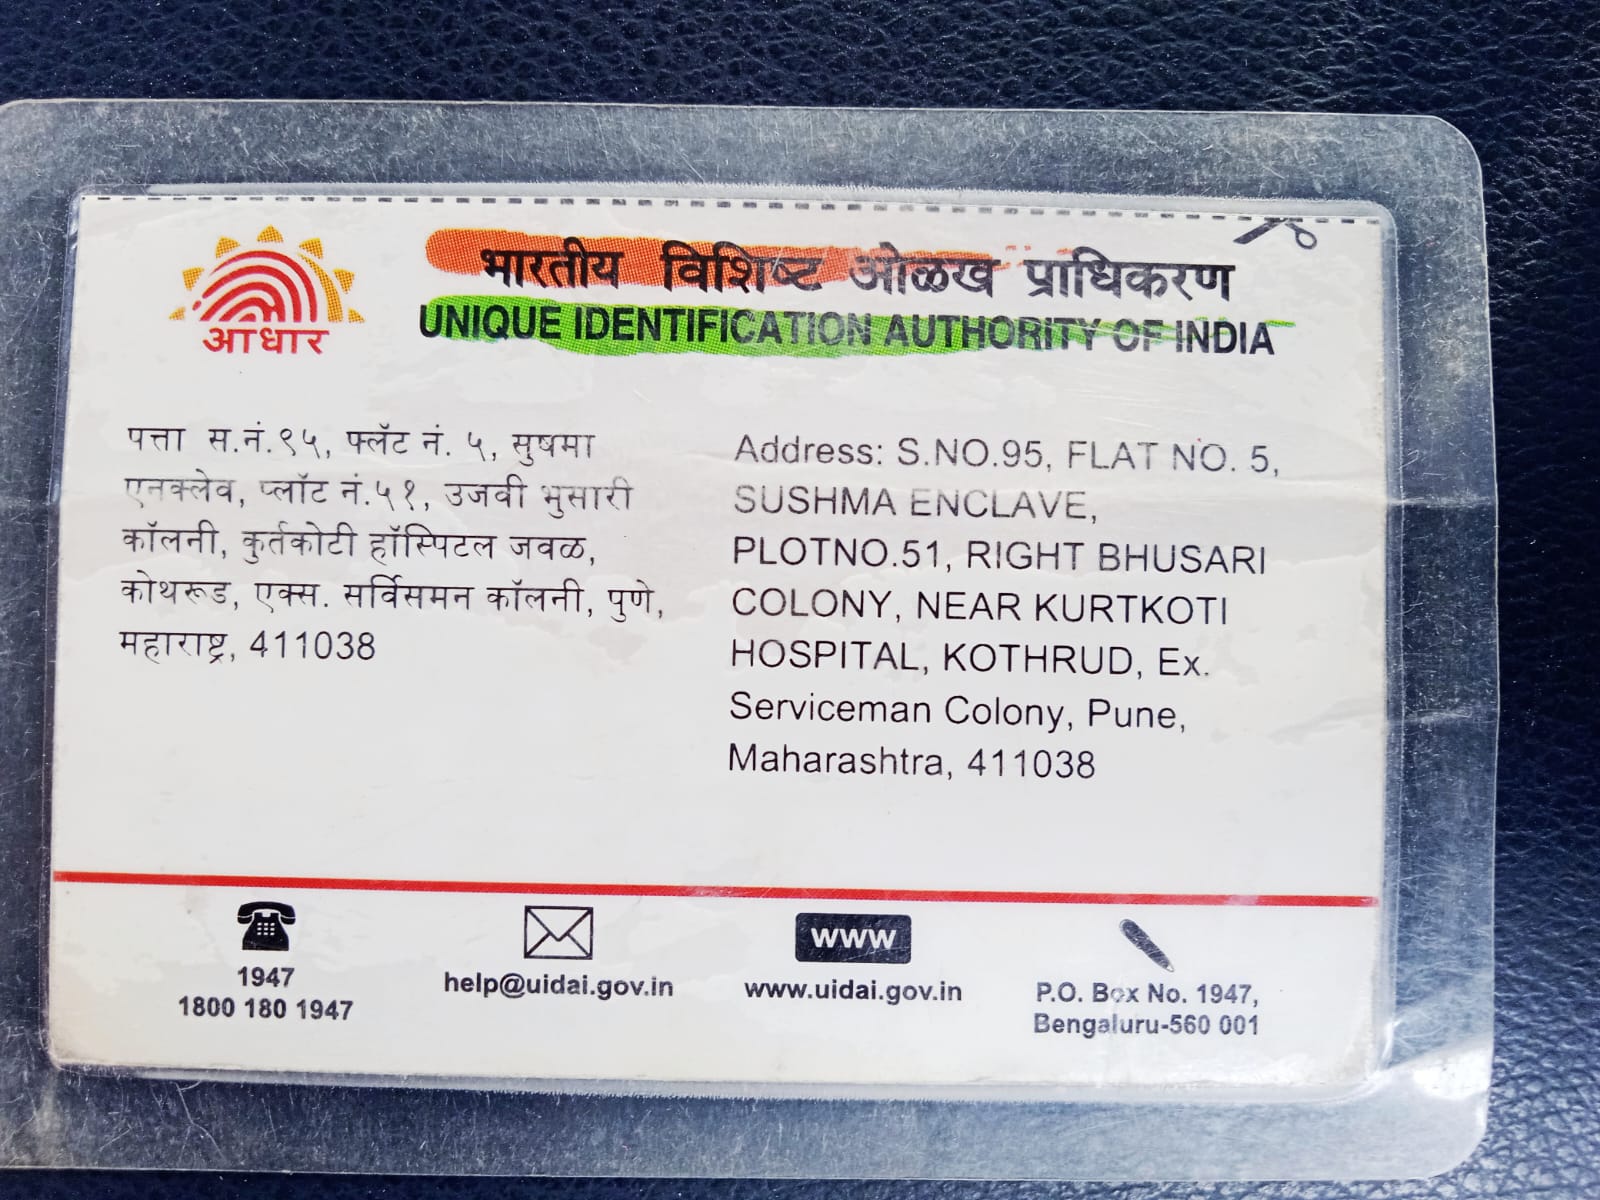 आधार
भारतीय विशिष्ट ओळख प्राधिकरण
UNIQUE IDENTIFICATION AUTHORITY OF INDIA
पत्ता स.नं.९५, फ्लॅट नं. ५, सुषमा
एनक्लेव, प्लॉट नं.५१, उजवी भुसारी
कॉलनी, कुर्तकोटी हॉस्पिटल जवळ,
कोथरूड, एक्स. सर्विसमन कॉलनी, पुणे,
महाराष्ट्र, 411038
Address: S.NO.95, FLAT NO. 5,
SUSHMA ENCLAVE,
PLOTNO.51, RIGHT BHUSARI
COLONY, NEAR KURTKOTI
HOSPITAL, KOTHRUD, Ex.
Serviceman Colony, Pune,
Maharashtra, 411038
1947
1800 180 1947
help@uidai.gov.in
www
www.uidai.gov.in
P.O. Box No. 1947,
Bengaluru-560 001